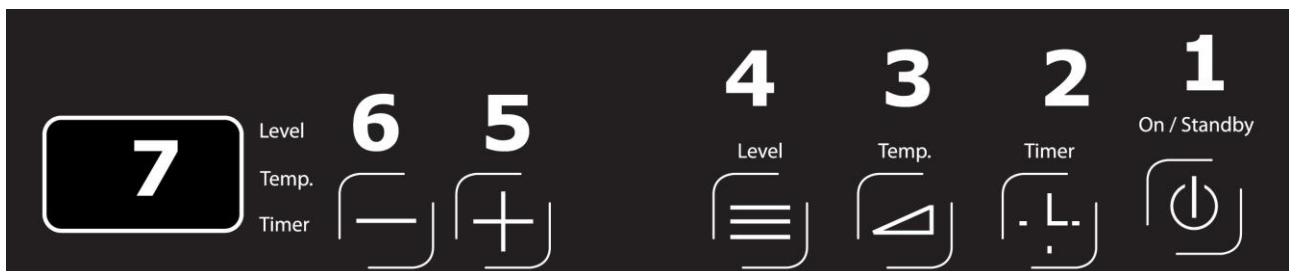 1
2
3
4
On / Standby
5
6
Level
7
Level
Temp.
Timer
Temp.
Timer